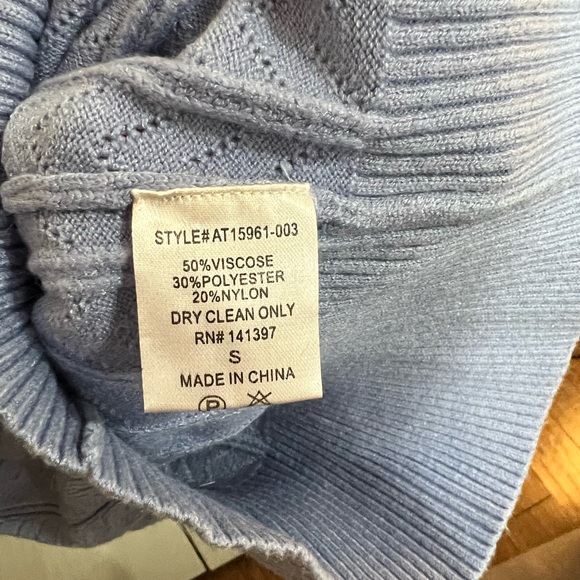 STYLE#AT15961-003
50%VISCOSE
30%POLYESTER
20%NYLON
DRY CLEAN ONLY
RN# 141397
S
MADE IN CHINA
P